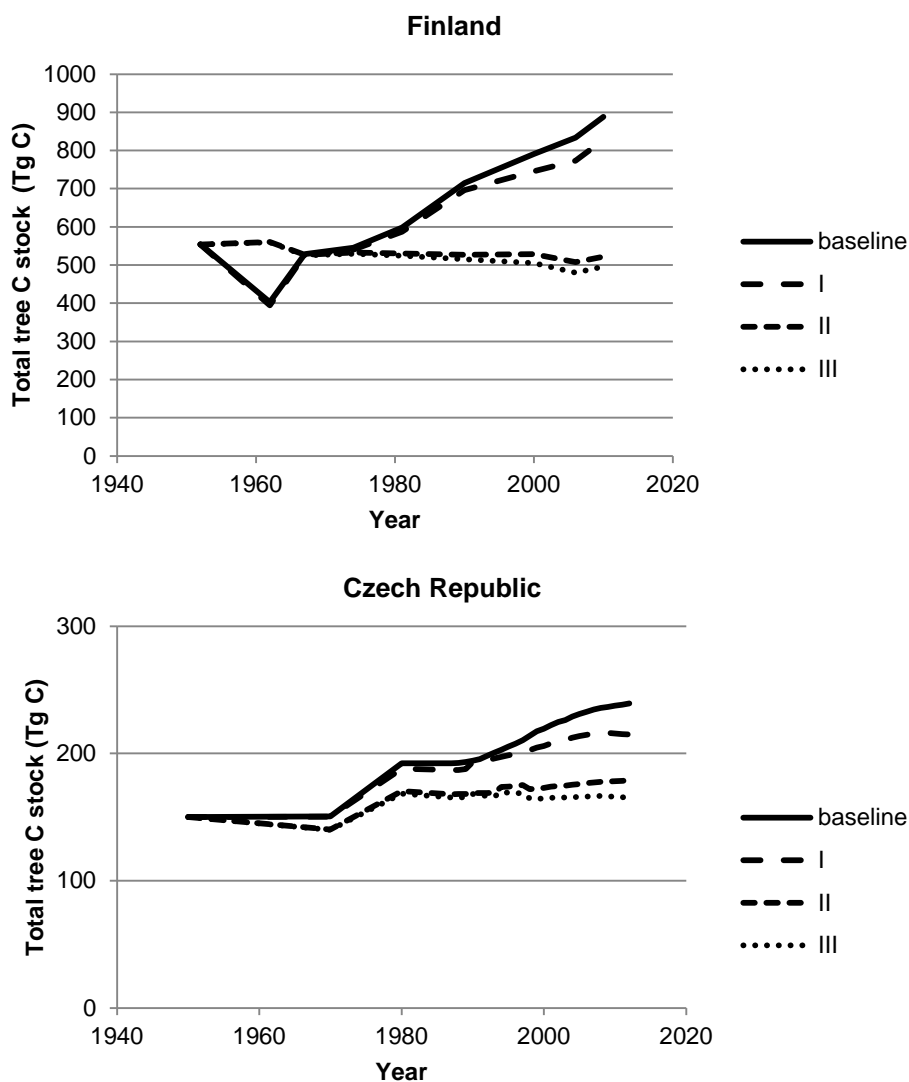 Finland
Total tree C stock (Tg C)
1000
900
800
700
600
500
400
300
200
100
0
1940
1960
1980
2000
2020
Year
baseline
I
II
III
Czech Republic
Total tree C stock (Tg C)
300
200
100
0
1940
1960
1980
2000
2020
Year
baseline
I
II
III